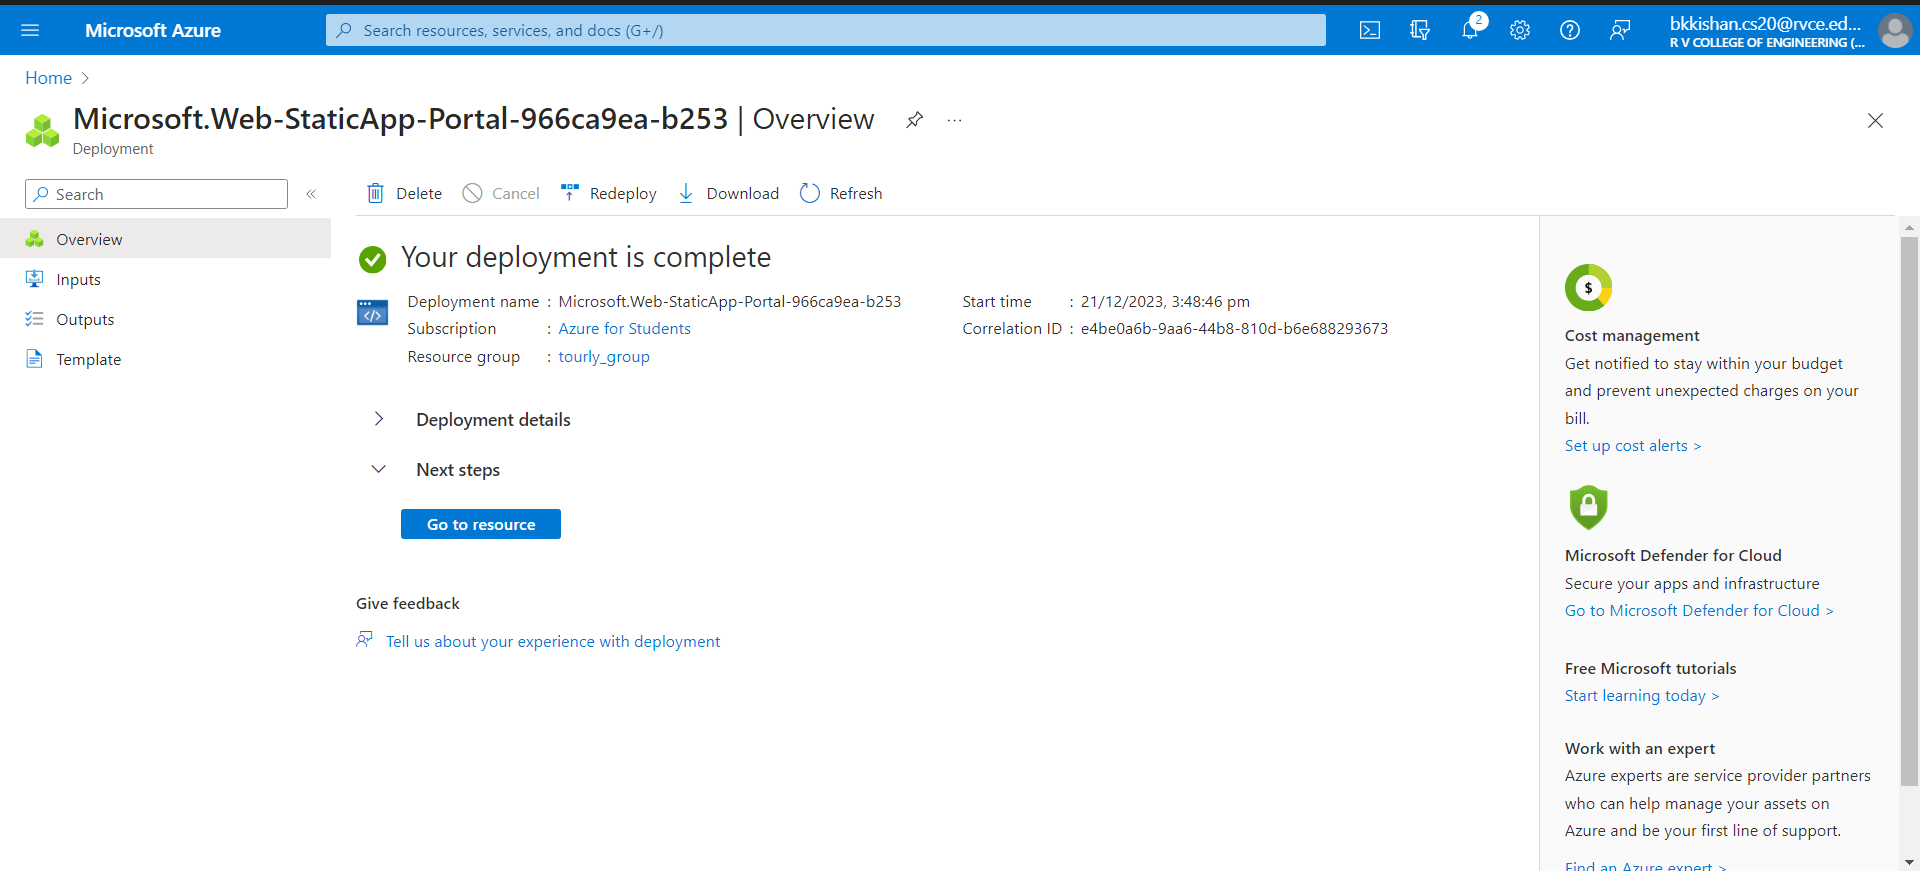 Microsoft Azure
Search resources, services, and docs (G+/)
2
bkkishan.cs20@rvce.ed...
R V COLLEGE OF ENGINEERING (...
Home
Microsoft.Web-StaticApp-Portal-966ca9ea-b253 | Overview
...
Deployment
Search
«
Delete
Cancel
Redeploy
Download
Refresh
Overview
Inputs
Outputs
Template
Your deployment is complete
Deployment name : Microsoft.Web-StaticApp-Portal-966ca9ea-b253
Subscription : Azure for Students
Resource group : tourly_group
Start time : 21/12/2023, 3:48:46 pm
Correlation ID : e4be0a6b-9aa6-44b8-810d-b6e688293673
Deployment details
Next steps
Go to resource
Give feedback
Tell us about your experience with deployment
$
Cost management
Get notified to stay within your budget
and prevent unexpected charges on your
bill.
Set up cost alerts >
Microsoft Defender for Cloud
Secure your apps and infrastructure
Go to Microsoft Defender for Cloud >
Free Microsoft tutorials
Start learning today >
Work with an expert
Azure experts are service provider partners
who can help manage your assets on
Azure and be your first line of support.
Find an Azure expert >